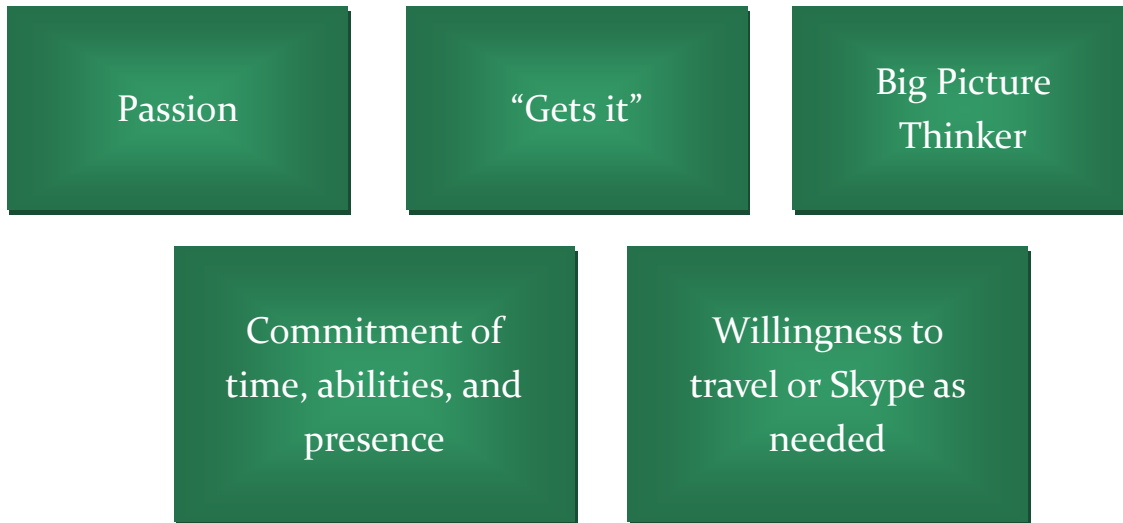 Passion
“Gets it”
Big Picture
Thinker
Commitment of
time, abilities, and
presence
Willingness to
travel or Skype as
needed